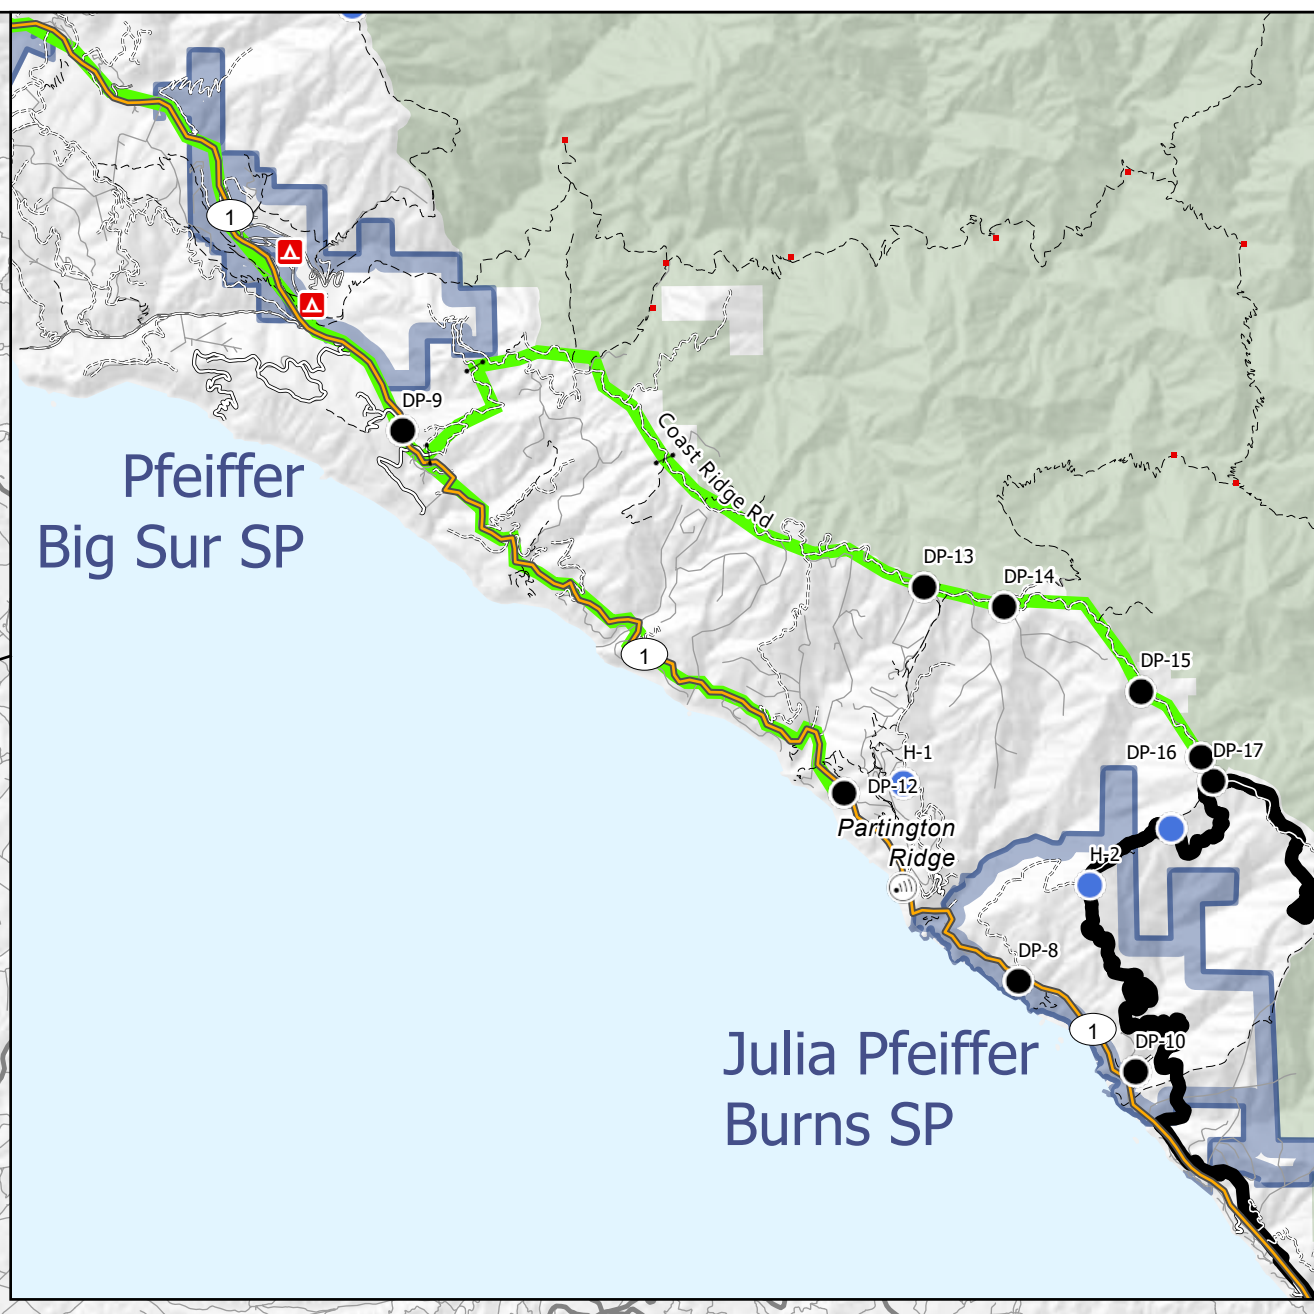 1
DP-9
Pfeiffer
Big Sur SP
Coast Ridge Rd
DP-13
DP-14
1
DP-15
DP-16
DP-17
H-1
DP-12
Partington
Ridge
H-2
DP-8
1
DP-10
Julia Pfeiffer
Burns SP